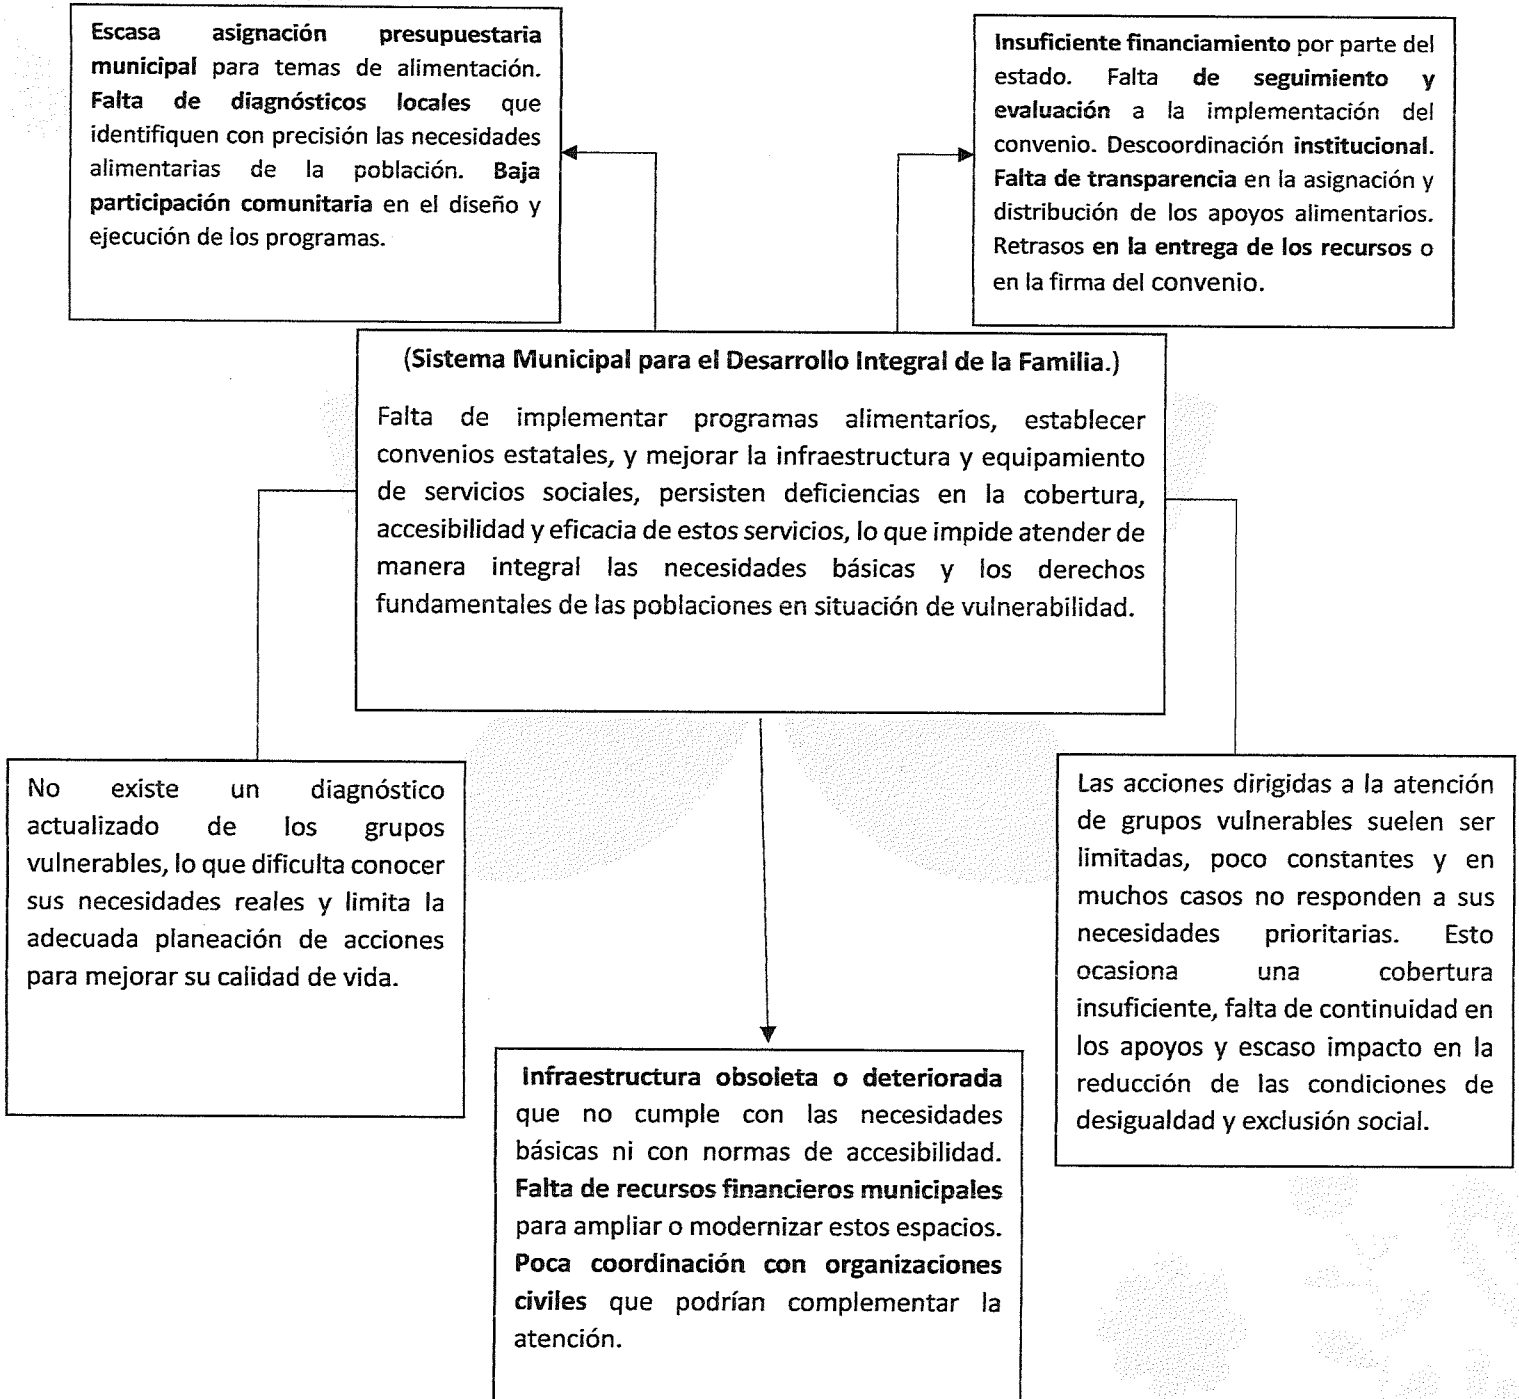 Escasa asignación presupuestaria
municipal para temas de alimentación.
Falta de diagnósticos locales que
identifiquen con precisión las necesidades
alimentarias de la población. Baja
participación comunitaria en el diseño y
ejecución de los programas.
Insuficiente financiamiento por parte del
estado. Falta de seguimiento y
evaluación a la implementación del
convenio. Descoordinación institucional.
Falta de transparencia en la asignación y
distribución de los apoyos alimentarios.
Retrasos en la entrega de los recursos o
en la firma del convenio.
(Sistema Municipal para el Desarrollo Integral de la Familia.)
Falta de implementar programas alimentarios, establecer
convenios estatales, y mejorar la infraestructura y equipamiento
de servicios sociales, persisten deficiencias en la cobertura,
accesibilidad y eficacia de estos servicios, lo que impide atender de
manera integral las necesidades básicas y los derechos
fundamentales de las poblaciones en situación de vulnerabilidad.
No existe un diagnóstico
actualizado de los grupos
vulnerables, lo que dificulta conocer
sus necesidades reales y limita la
adecuada planeación de acciones
para mejorar su calidad de vida.
Las acciones dirigidas a la atención
de grupos vulnerables suelen ser
limitadas, poco constantes y en
muchos casos no responden a sus
necesidades prioritarias. Esto
ocasiona una cobertura
insuficiente, falta de continuidad en
los apoyos y escaso impacto en la
reducción de las condiciones de
desigualdad y exclusión social.
Infraestructura obsoleta o deteriorada
que no cumple con las necesidades
básicas ni con normas de accesibilidad.
Falta de recursos financieros municipales
para ampliar o modernizar estos espacios.
Poca coordinación con organizaciones
civiles que podrían complementar la
atención.